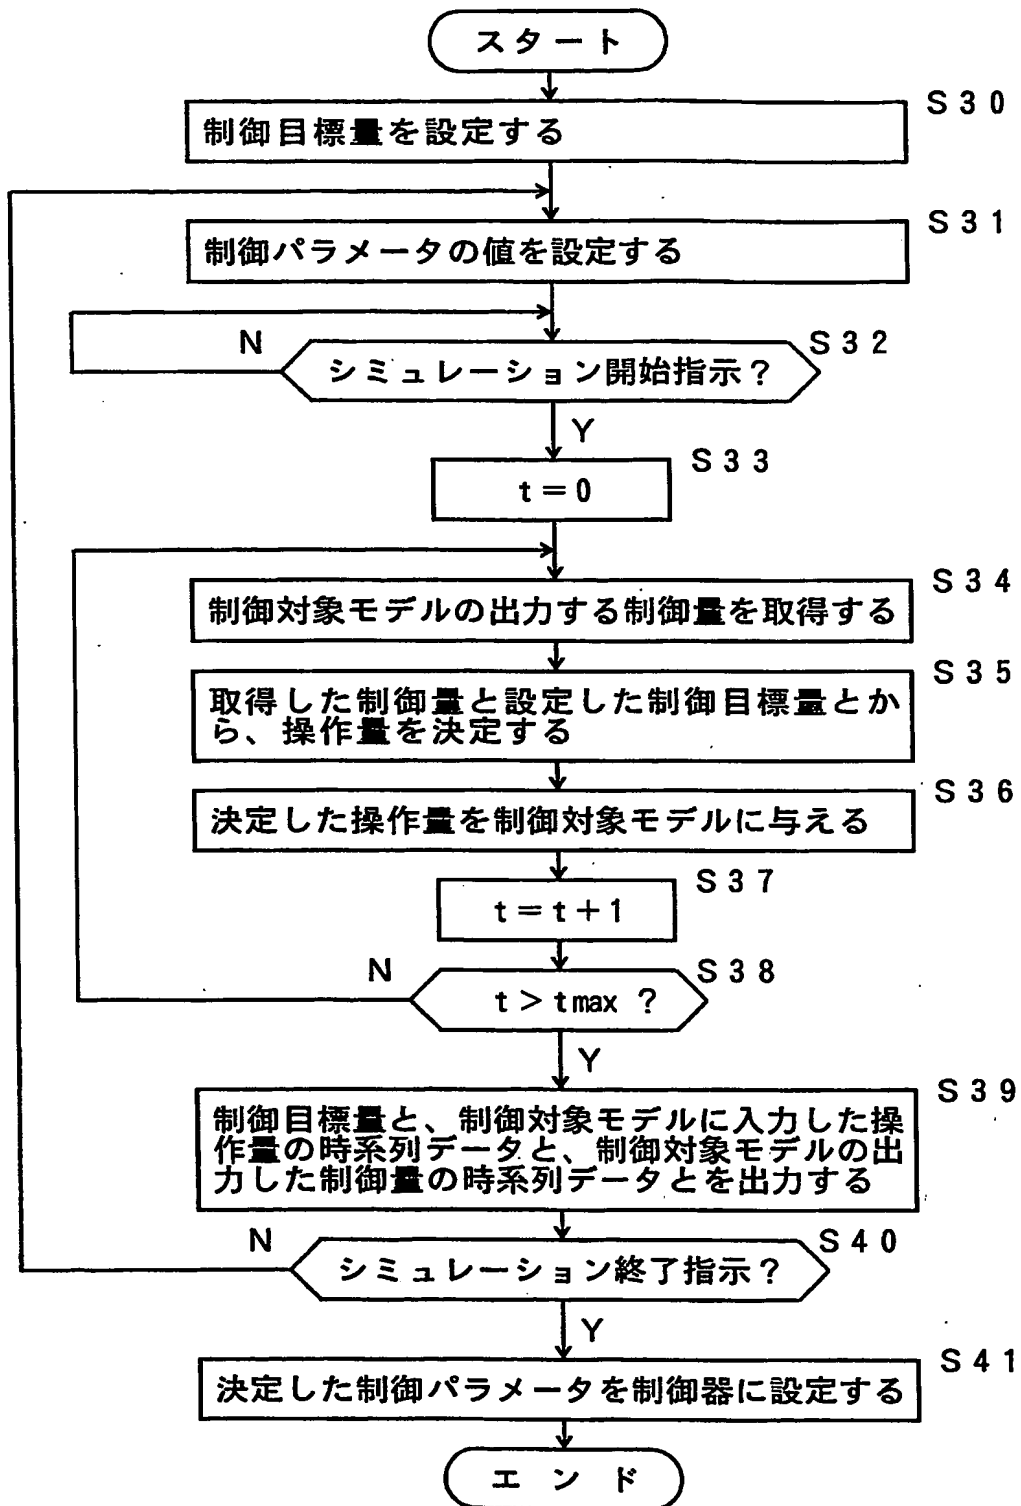 スタート
S30
制御目標量を設定する
S31
制御パラメータの値を設定する
S32
N
シミュレーション開始指示？
Y
S33
t＝0
S34
制御対象モデルの出力する制御量を取得する
S35
取得した制御量と設定した制御目標量とか
ら、操作量を決定する
S36
決定した操作量を制御対象モデルに与える
S37
t＝t＋1
N
S38
t＞tmax ？
Y
S39
制御目標量と、制御対象モデルに入力した操
作量の時系列データと、制御対象モデルの出
力した制御量の時系列データとを出力する
N
S40
シミュレーション終了指示？
Y
S41
決定した制御パラメータを制御器に設定する
エンド